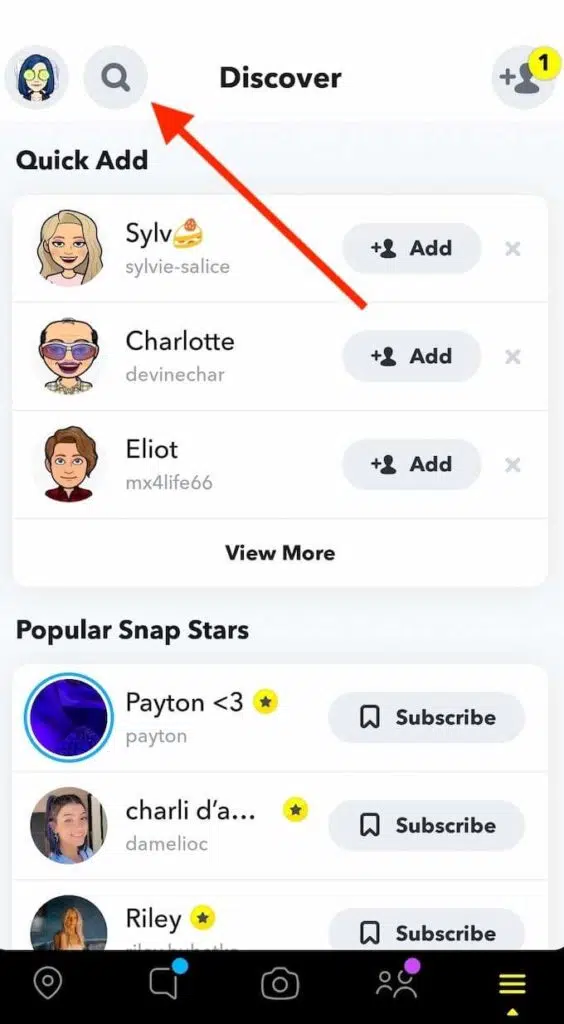 Discover
1
Quick Add
Sylv🍰
sylvie-salice
Add
Charlotte
devinechar
Add
Eliot
mx4life66
Add
View More
Popular Snap Stars
Payton <3
payton
Subscribe
charli d’a...
damelioc
Subscribe
Riley
Subscribe